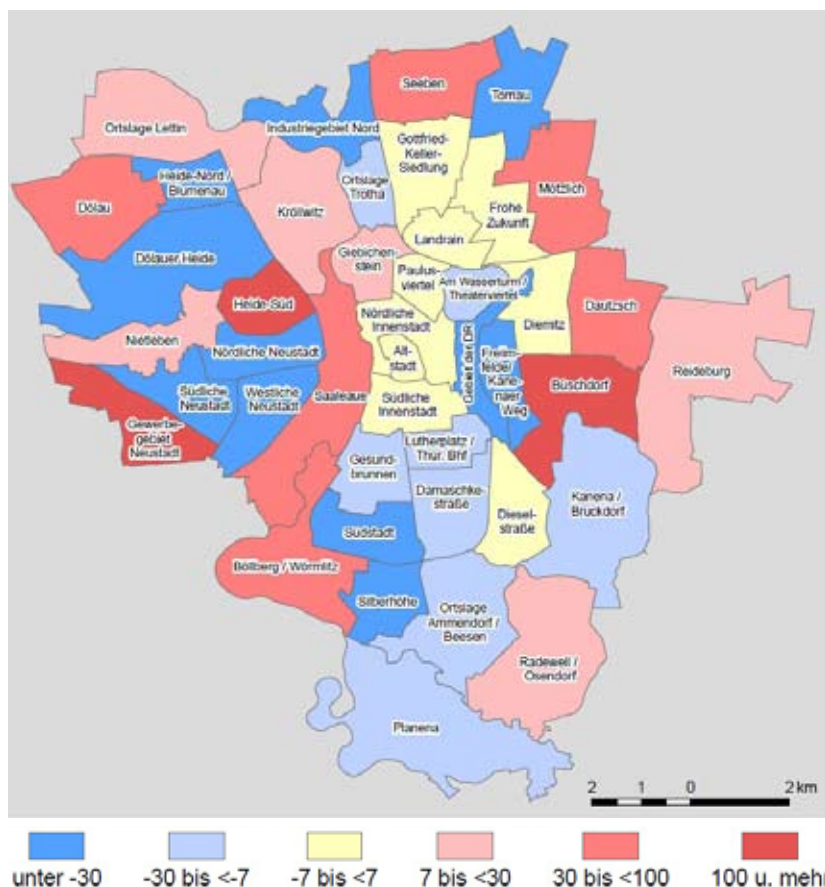 Seeben
Tornau
Ortslage Lettin
Industriegebiet Nord
Gottfried-
Keller-
Siedlung
Heide-Nord /
Blumenau
Ortslage
Trotha
Mötzlich
Dölau
Kröllwitz
Frohe
Zukunft
Landrain
Dölauer Heide
Giebichen-
stein
Paulus-
viertel
Am Wasserturm /
Theaterviertel
Heide-Süd
Dautzsch
Nördliche
Innenstadt
Diemitz
Nietleben
Nördliche Neustadt
Gebiet der DR
Alt-
stadt
Freiimfelde/
Kane-
naer
Weg
Büschdorf
Reideburg
Südliche
Neustadt
Westliche
Neustadt
Saaleaue
Südliche
Innenstadt
Gewerbe-
gebiet
Neustadt
Lutherplatz /
Thür. Bhf
Gesund-
brunnen
Damaschke-
straße
Kanena /
Bruckdorf
Diesel-
straße
Südstadt
Böllberg / Wörmlitz
Silberhöhe
Ortslage
Ammendorf /
Beesen
Radewell /
Osendorf
Planena
2 1 0 2 km
unter -30 -30 bis <-7 -7 bis <7 7 bis <30 30 bis <100 100 u. mehr